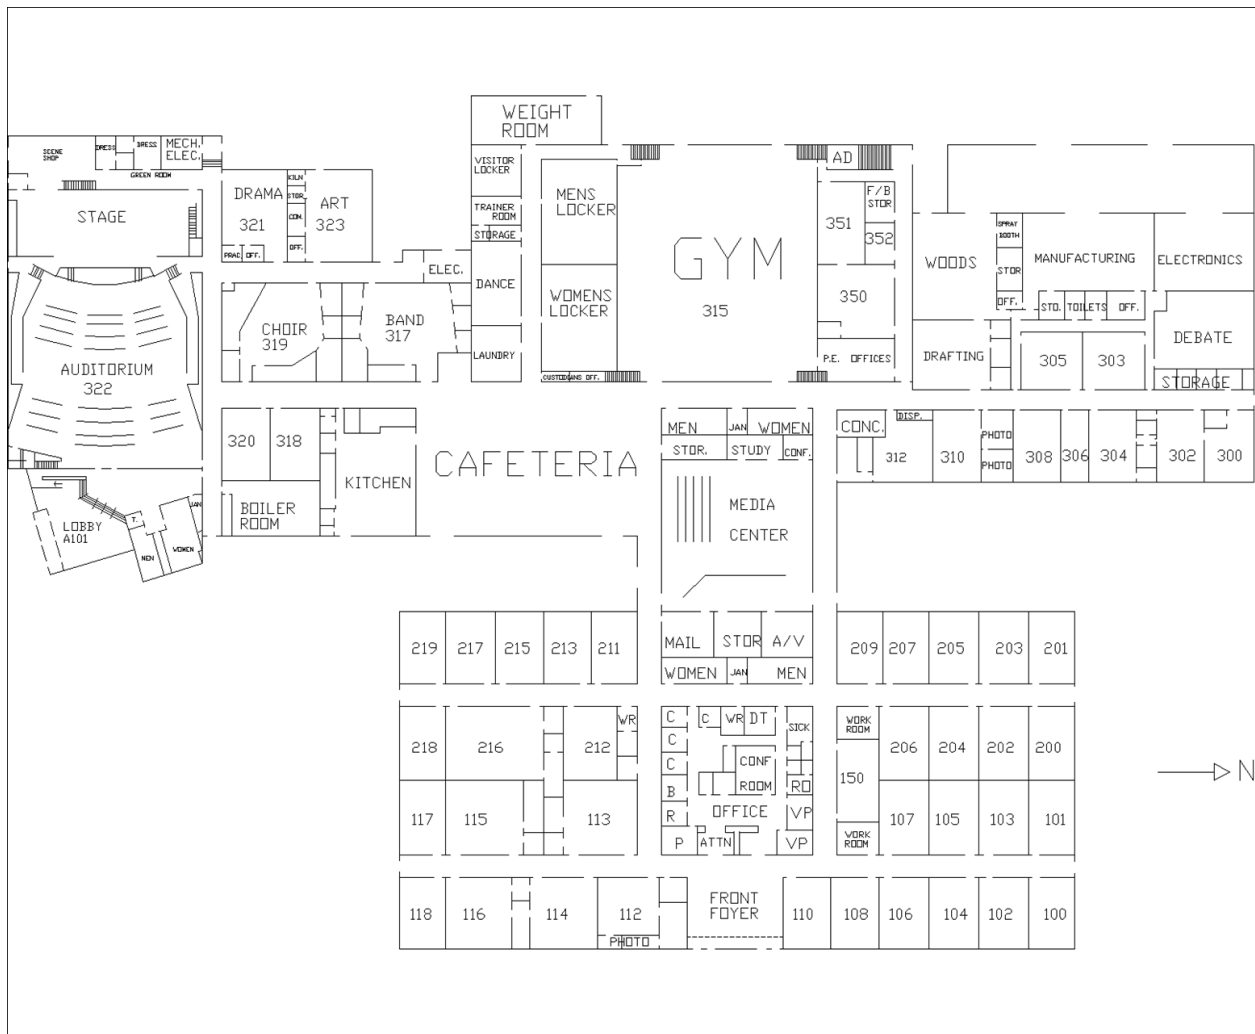 WEIGHT
ROOM
SCENE
SHOP
DRESS
DRESS
MECH.
ELEC.
GREEN ROOM
STAGE
DRAMA
321
PRAC.
OFF.
KILN
STOR.
COM.
OFF.
ART
323
VISITOR
LOCKER
TRAINER
ROOM
STORAGE
ELEC.
DANCE
LAUNDRY
MENS
LOCKER
WOMENS
LOCKER
CUSTODIANS OFF.
GYM
315
AD
351
F/B
STOR
352
350
P.E. OFFICES
WOODS
SPRAY
BOOTH
STOR
OFF.
MANUFACTURING
STO.
TOILETS
OFF.
ELECTRONICS
DRAFTING
305
303
DEBATE
STORAGE
AUDITORIUM
322
CHOIR
319
BAND
317
320
318
KITCHEN
BOILER
ROOM
CAFETERIA
LOBBY
A101
T.
MEN
WOMEN
JAN
MEN
JAN
WOMEN
STOR.
STUDY
CONF.
MEDIA
CENTER
CONC.
DISP.
312
310
PHOTO
PHOTO
308
306
304
302
300
219
217
215
213
211
MAIL
STOR
A/V
WOMEN
JAN
MEN
209
207
205
203
201
218
216
212
WR
C
C
C
B
R
P
C
WR
DT
SICK
CONF
ROOM
RO
OFFICE
VP
ATTN
VP
WORK
ROOM
150
WORK
ROOM
206
204
202
200
117
115
113
107
105
103
101
118
116
114
112
PHOTO
FRONT
FOYER
110
108
106
104
102
100
N